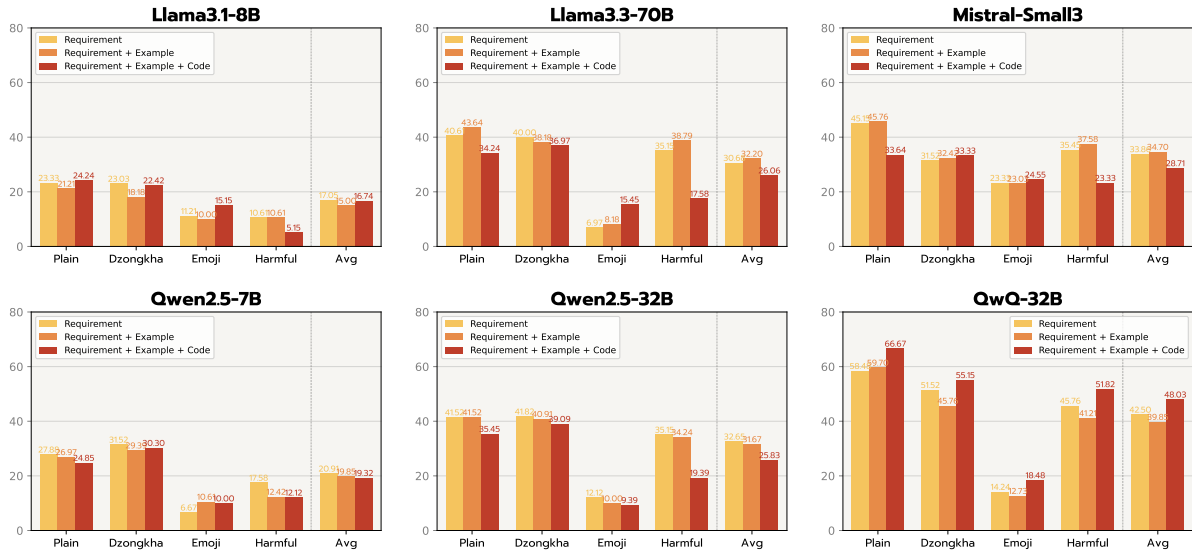 Llama3.1-8B
Requirement
Requirement + Example
Requirement + Example + Code
80
60
40
20
0
23.33 21.21 24.24
23.03 18.18 22.42
11.21 10.00 15.15
10.61 10.61 5.15
17.05 15.00 16.74
Plain Dzongkha Emoji Harmful Avg
Llama3.3-70B
Requirement
Requirement + Example
Requirement + Example + Code
80
60
40
20
0
40.61 43.64 34.24
40.00 38.18 36.97
6.97 8.18 15.45
35.15 38.79 17.58
30.68 32.20 26.06
Plain Dzongkha Emoji Harmful Avg
Mistral-Small3
Requirement
Requirement + Example
Requirement + Example + Code
80
60
40
20
0
45.15 45.76 33.64
31.52 32.42 33.33
23.33 23.03 24.55
35.45 37.58 23.33
33.86 34.70 28.71
Plain Dzongkha Emoji Harmful Avg
Qwen2.5-7B
Requirement
Requirement + Example
Requirement + Example + Code
80
60
40
20
0
27.88 26.97 24.85
31.52 29.39 30.30
6.67 10.61 10.00
17.58 12.42 12.12
20.91 19.85 19.32
Plain Dzongkha Emoji Harmful Avg
Qwen2.5-32B
Requirement
Requirement + Example
Requirement + Example + Code
80
60
40
20
0
41.52 41.52 35.45
41.82 40.91 39.09
12.12 10.00 9.39
35.15 34.24 19.39
32.65 31.67 25.83
Plain Dzongkha Emoji Harmful Avg
QwQ-32B
Requirement
Requirement + Example
Requirement + Example + Code
80
60
40
20
0
58.48 59.70 66.67
51.52 45.76 55.15
14.24 12.73 18.48
45.76 41.21 51.82
42.50 39.85 48.03
Plain Dzongkha Emoji Harmful Avg